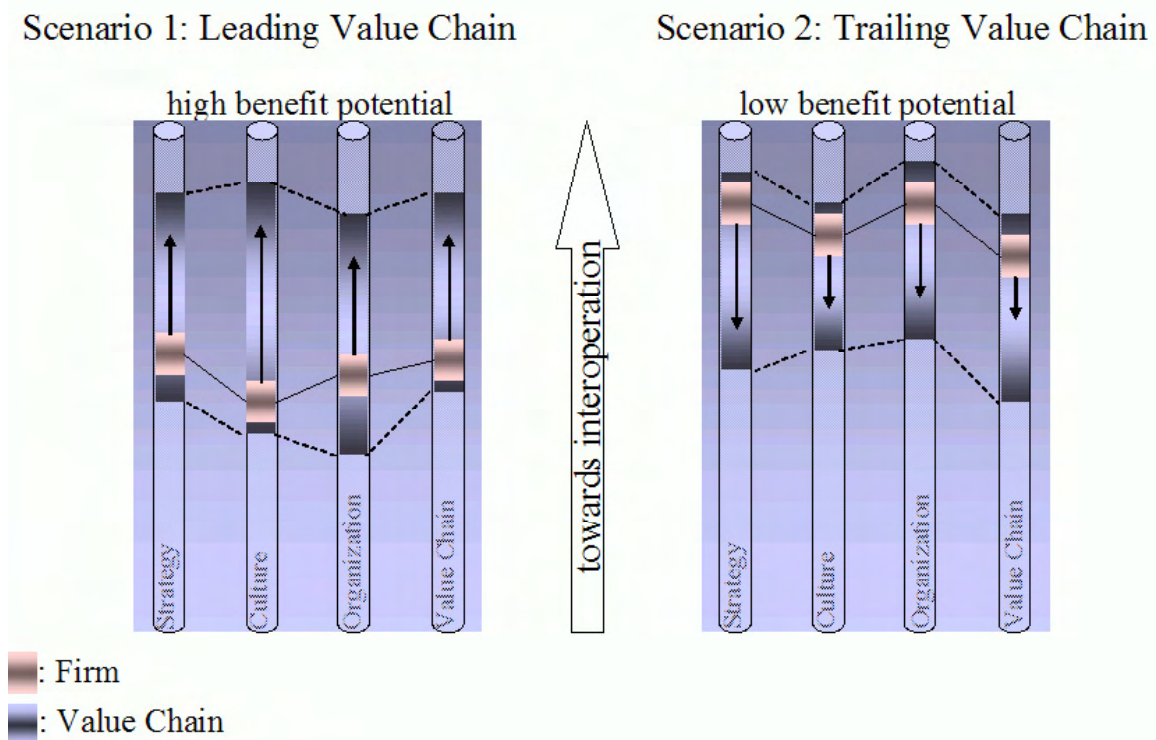 Scenario 1: Leading Value Chain
Scenario 2: Trailing Value Chain
high benefit potential
low benefit potential
Strategy
Culture
Organization
Value Chain
towards interoperation
Strategy
Culture
Organization
Value Chain
: Firm
: Value Chain